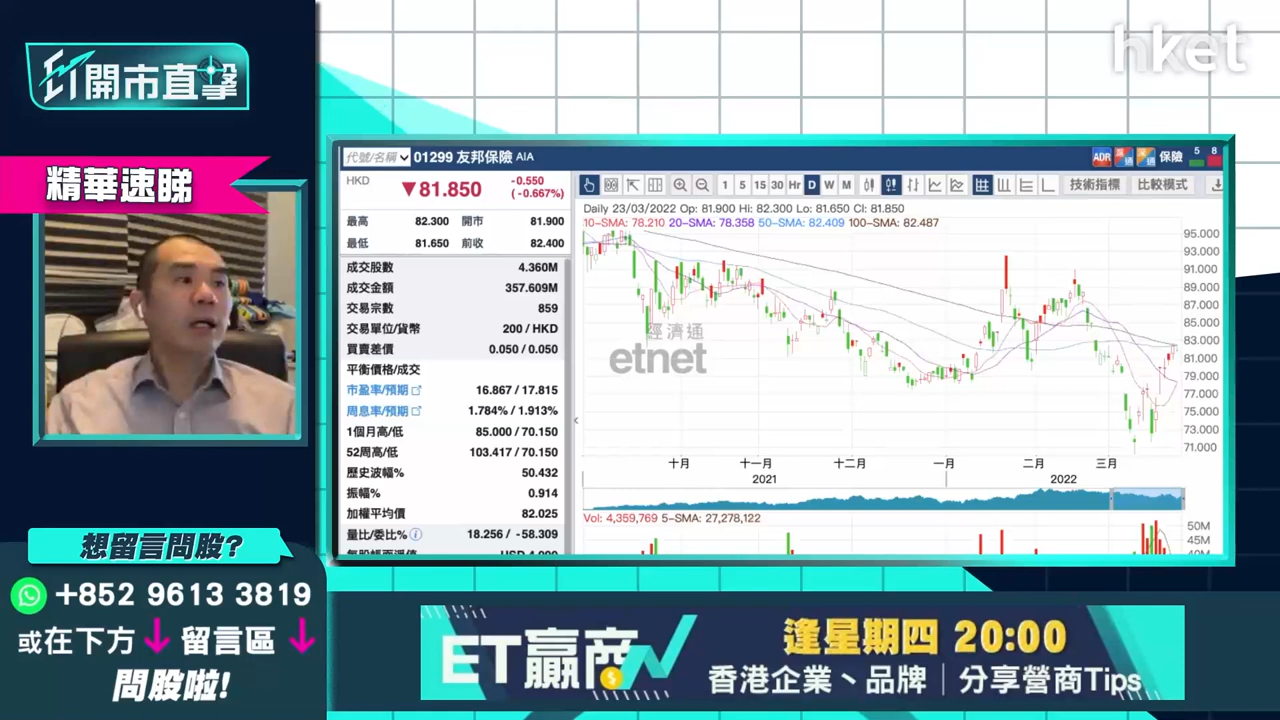 hket
ET開市直擊
精華速睇
代號/名稱 01299 友邦保險 AIA
ADR 保險 5 8
HKD
▼81.850 -0.550
( -0.667%)
最高 82.300 開市 81.900
最低 81.650 前收 82.400
成交股數 4.360M
成交金額 357.609M
交易宗數 859
交易單位/貨幣 200 / HKD
買賣差價 0.050 / 0.050
平衡價格/成交
市盈率/預期 16.867 / 17.815
周息率/預期 1.784% / 1.913%
1個月高/低 85.000 / 70.150
52周高/低 103.417 / 70.150
歷史波幅% 50.432
振幅% 0.914
加權平均價 82.025
量比/委比% 18.256 / -58.309
1 5 15 30 Hr D W M 技術指標 比較模式
Daily 23/03/2022 Op: 81.900 Hi: 82.300 Lo: 81.650 Cl: 81.850
10-SMA: 78.210 20-SMA: 78.358 50-SMA: 82.409 100-SMA: 82.487
95.000
93.000
91.000
89.000
87.000
85.000
83.000
81.000
79.000
77.000
75.000
73.000
71.000
經濟通
etnet
十月 十一月 十二月 一月 二月 三月
2021 2022
Vol: 4,359,769 5-SMA: 27,278,122
50M
45M
40M
想留言問股?
+852 9613 3819
或在下方↓留言區↓
問股啦!
ET贏商
逢星期四 20:00
香港企業、品牌｜分享營商Tips